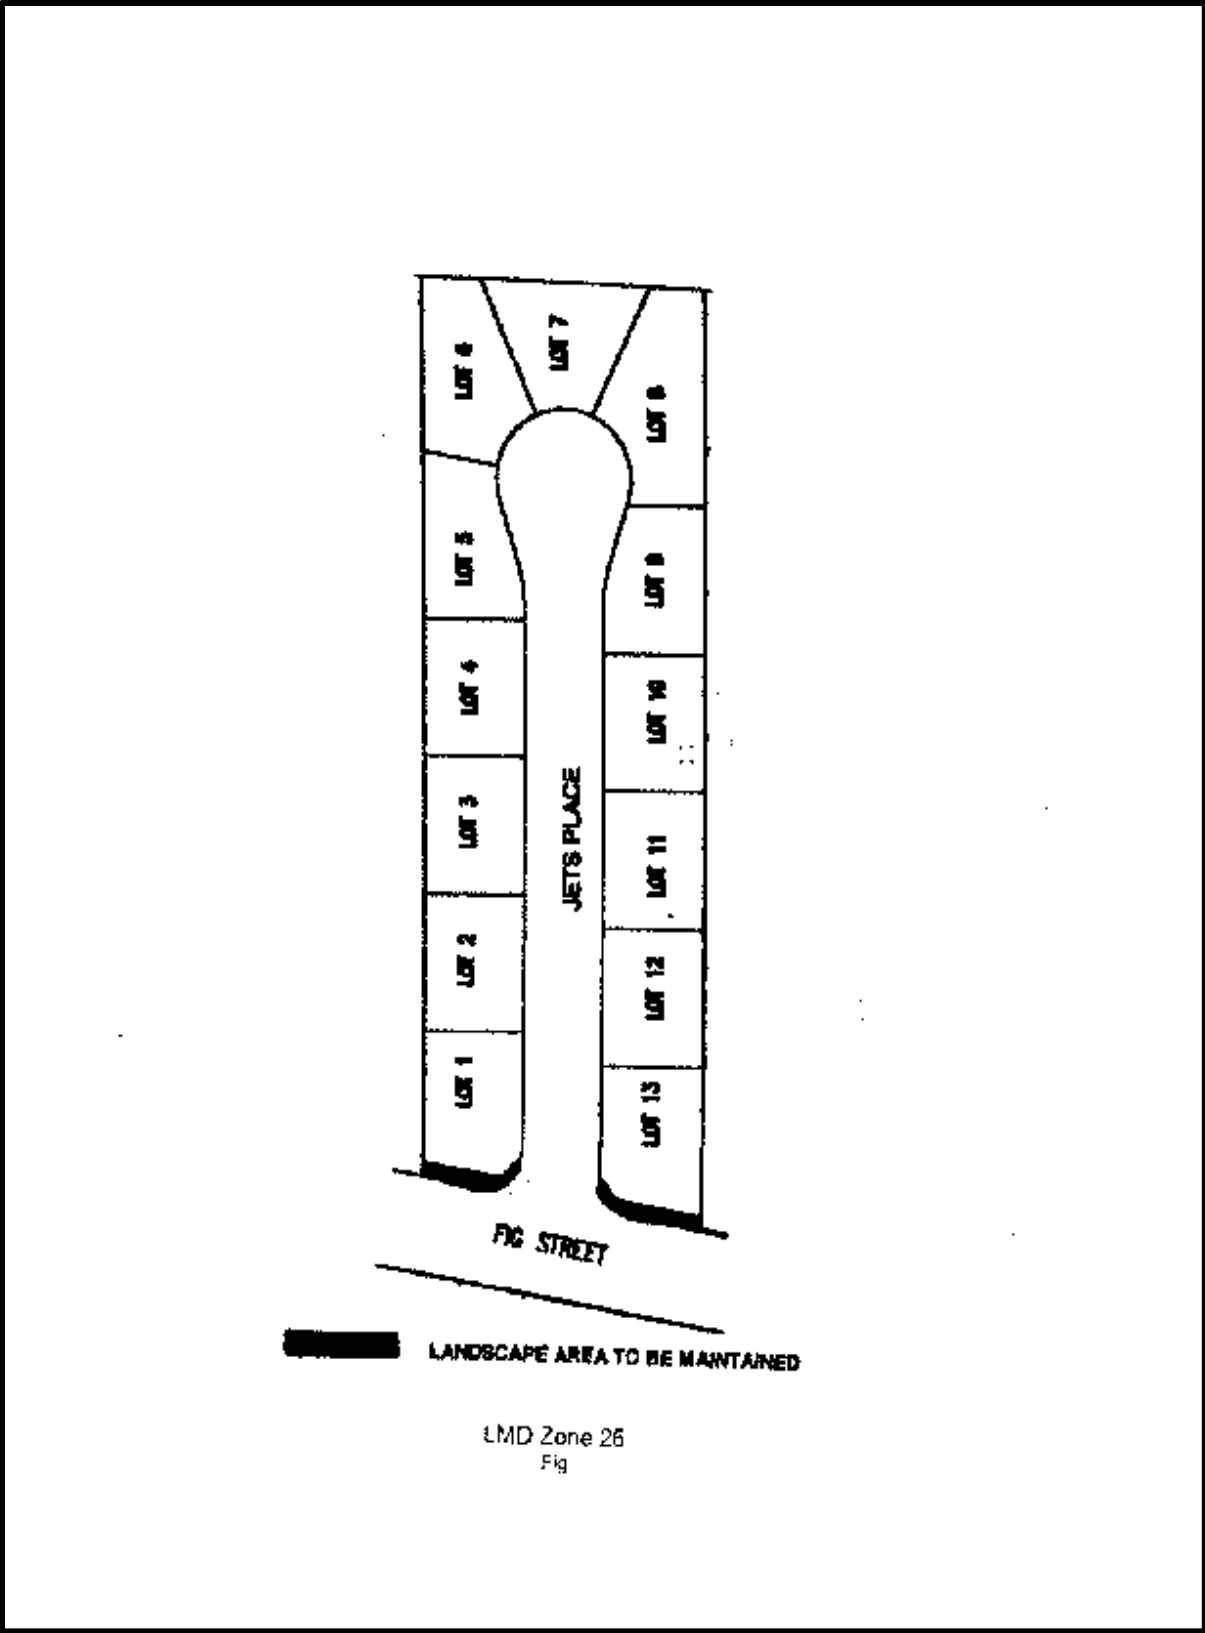 LOT 6
LOT 7
LOT 8
LOT 5
LOT 9
LOT 4
LOT 10
LOT 3
JETS PLACE
LOT 11
LOT 2
LOT 12
LOT 1
LOT 13
FIG STREET
LANDSCAPE AREA TO BE MAINTAINED
LMD Zone 26
Fig